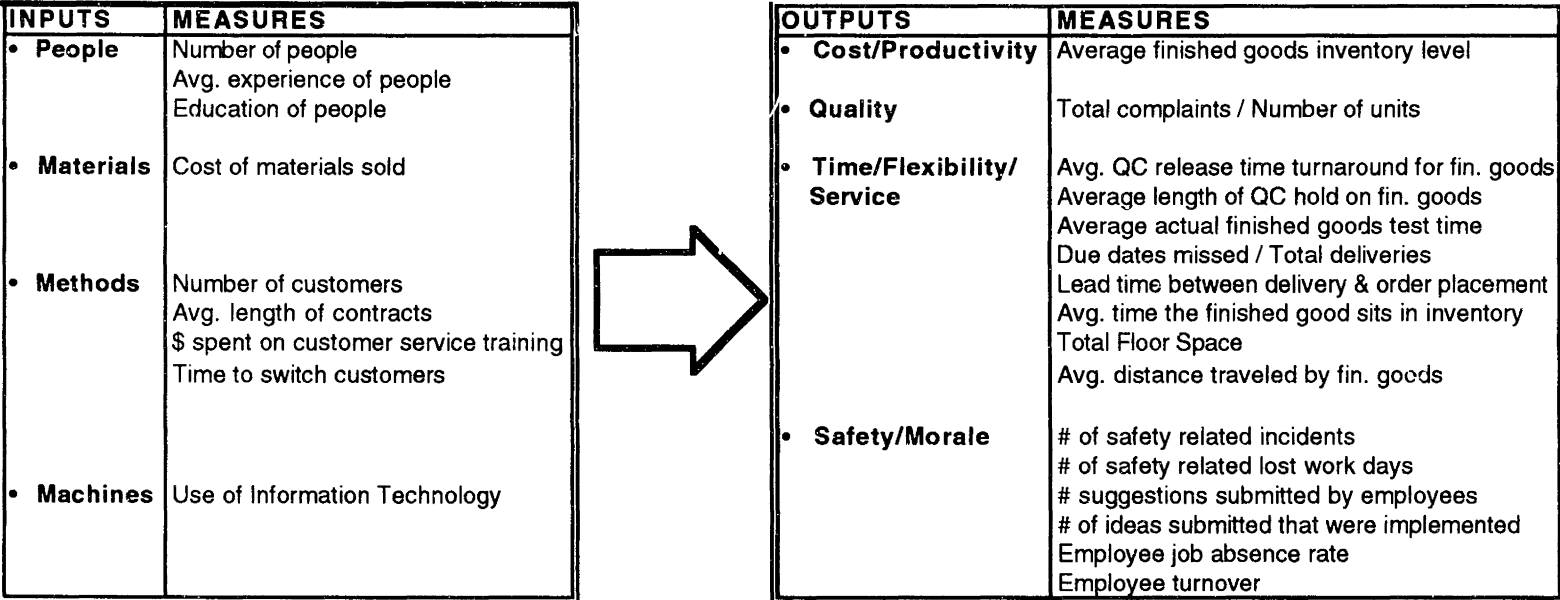 INPUTS MEASURES
• People Number of people
Avg. experience of people
Education of people
• Materials Cost of materials sold
• Methods Number of customers
Avg. length of contracts
$ spent on customer service training
Time to switch customers
• Machines Use of Information Technology
OUTPUTS MEASURES
• Cost/Productivity Average finished goods inventory level
• Quality Total complaints / Number of units
• Time/Flexibility/ Avg. QC release time turnaround for fin. goods
Service Average length of QC hold on fin. goods
Average actual finished goods test time
Due dates missed / Total deliveries
Lead time between delivery & order placement
Avg. time the finished good sits in inventory
Total Floor Space
Avg. distance traveled by fin. goods
• Safety/Morale # of safety related incidents
# of safety related lost work days
# suggestions submitted by employees
# of ideas submitted that were implemented
Employee job absence rate
Employee turnover